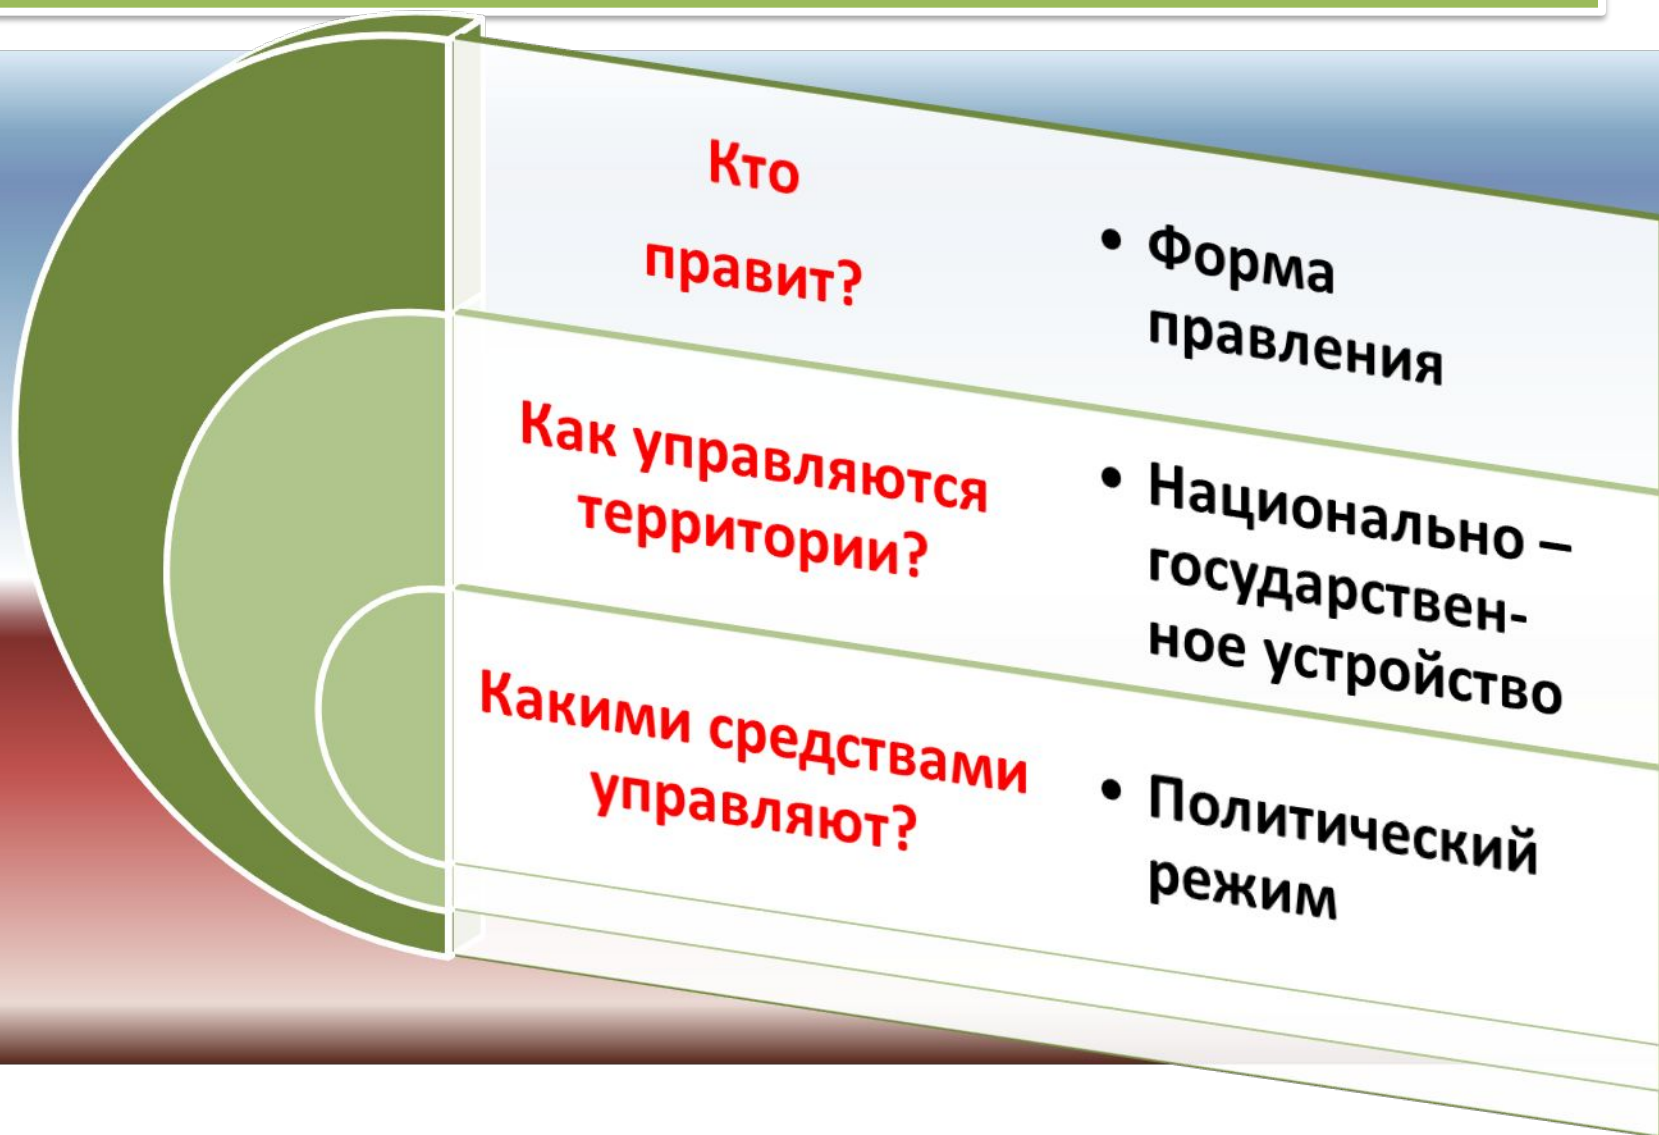 Кто
правит?
• Форма
правления
Как управляются
территории?
• Национально –
государствен-
ное устройство
Какими средствами
управляют?
• Политический
режим